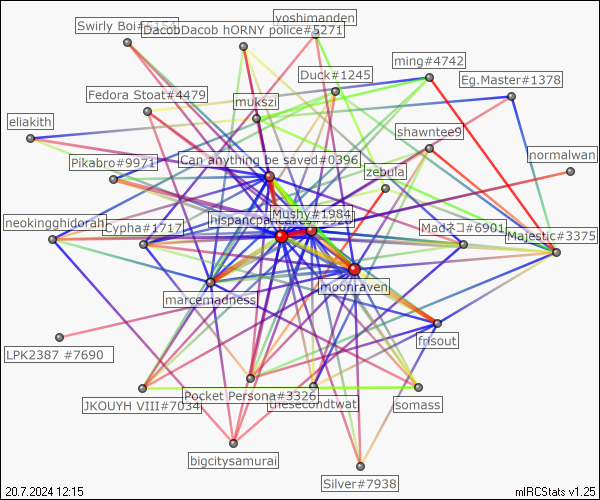 yoshimanden
Swirly Boi#6154
DacobDacob hORNY police#5271
ming#4742
Duck#1245
Eg.Master#1378
Fedora Stoat#4479
mukszi
eliakith
shawntee9
normalwan
Pikabro#9971
Can anything be saved#0396
zebula
Mushy#1984
neokingghidorah
Cypha#1717
Madネコ#6901
Majestic#3375
moonraven
marcemadness
frisout
LPK2387 #7690
Pocket Persona#3326
JKOUYH VIII#7034
thesecondtwat
somass
bigcitysamurai
Silver#7938
20.7.2024 12:15
mIRCStats v1.25